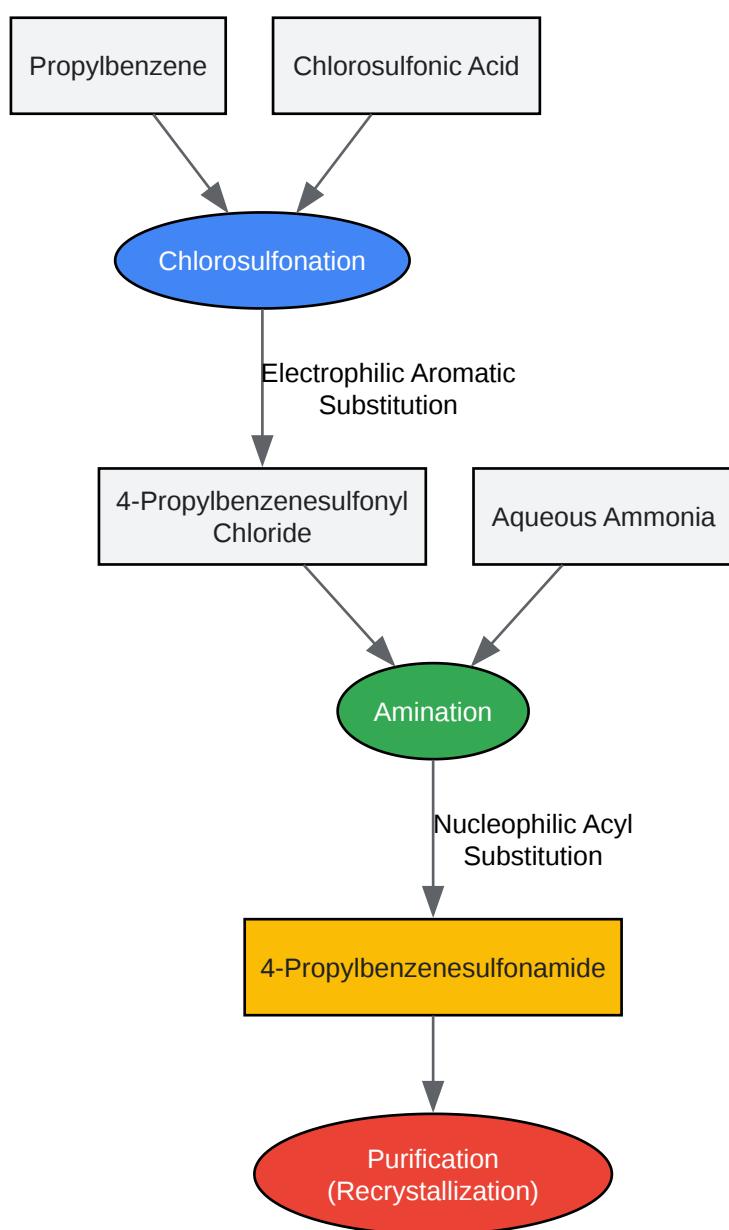 Propylbenzene
Chlorosulfonic Acid
Chlorosulfonation
Electrophilic Aromatic
Substitution
4-Propylbenzenesulfonyl
Chloride
Aqueous Ammonia
Amination
Nucleophilic Acyl
Substitution
4-Propylbenzenesulfonamide
Purification
(Recrystallization)